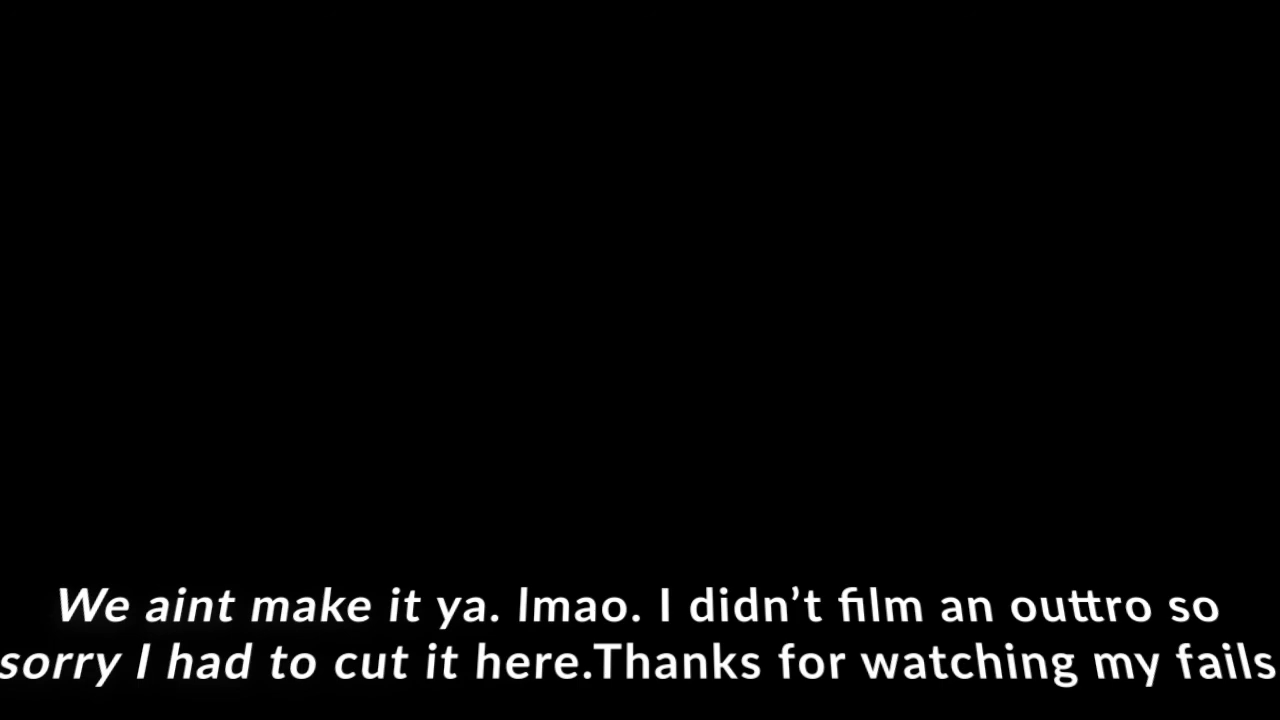 We aint make it ya. lmao. I didn’t film an outtro so
sorry I had to cut it here.Thanks for watching my fails